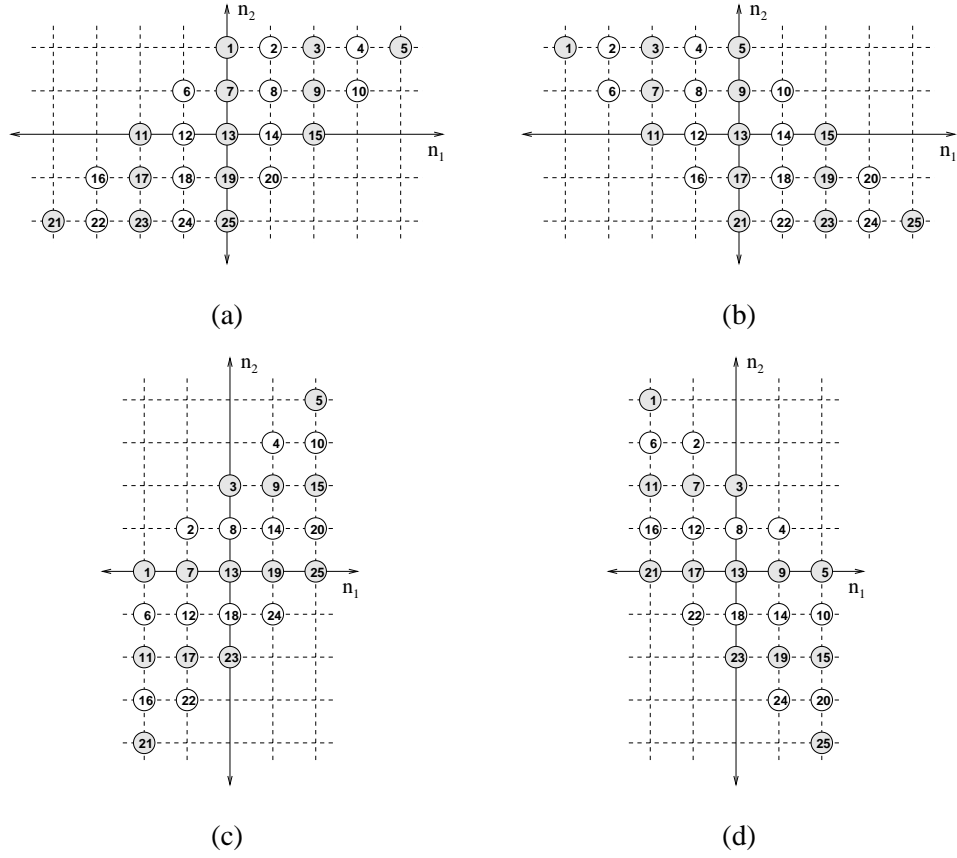 n2 n2
1 2 3 4 5 1 2 3 4 5
6 7 8 9 10 6 7 8 9 10
11 12 13 14 15 11 12 13 14 15
n1 n1
16 17 18 19 20 16 17 18 19 20
21 22 23 24 25 21 22 23 24 25
(a) (b)
n2 n2
5 1
4 10 6 2
3 9 15 11 7 3
2 8 14 20 16 12 8 4
1 7 13 19 25 21 17 13 9 5
n1 n1
6 12 18 24 22 18 14 10
11 17 23 23 19 15
16 22 24 20
21 25
(c) (d)